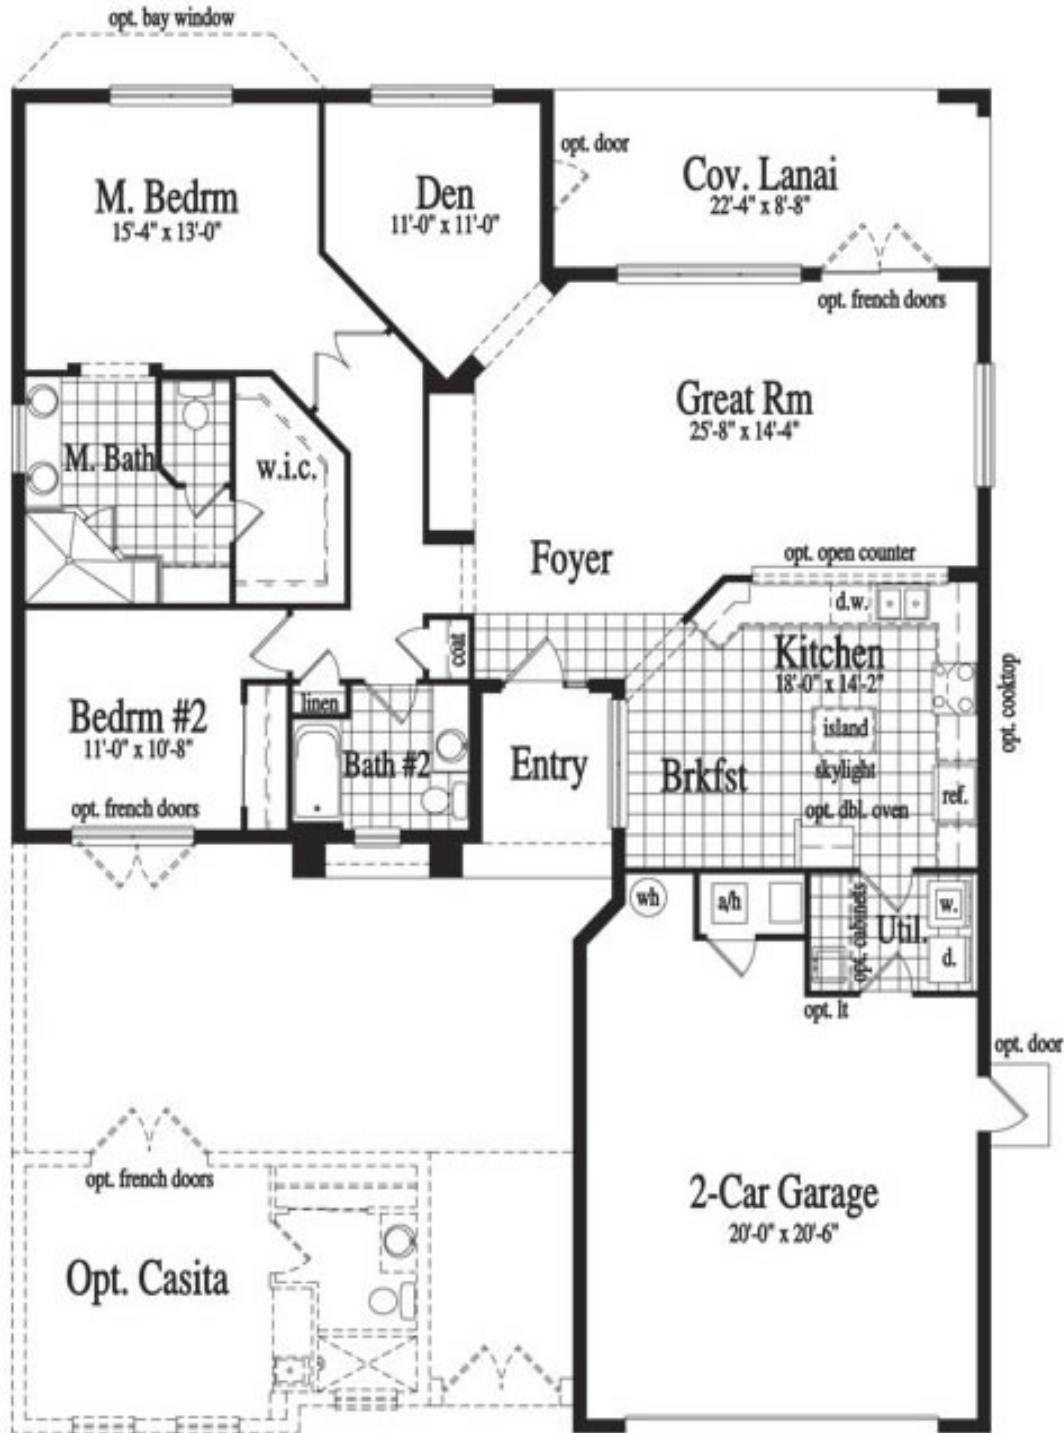 opt. bay window
M. Bedrm
15'-4" x 13'-0"
Den
11'-0" x 11'-0"
opt. door
Cov. Lanai
22'-4" x 8'-8"
opt. french doors
Great Rm
25'-8" x 14'-4"
M. Bath
w.i.c.
Foyer
opt. open counter
d.w.
Kitchen
18'-0" x 14'-2"
opt. cooktop
coat
linen
Bedrm #2
11'-0" x 10'-8"
opt. french doors
Bath #2
Entry
Brkfst
island
skylight
opt. dbl. oven
ref.
wh
a/h
opt. cabinets
Util.
w.
d.
opt. lt
opt. door
opt. french doors
Opt. Casita
2-Car Garage
20'-0" x 20'-6"